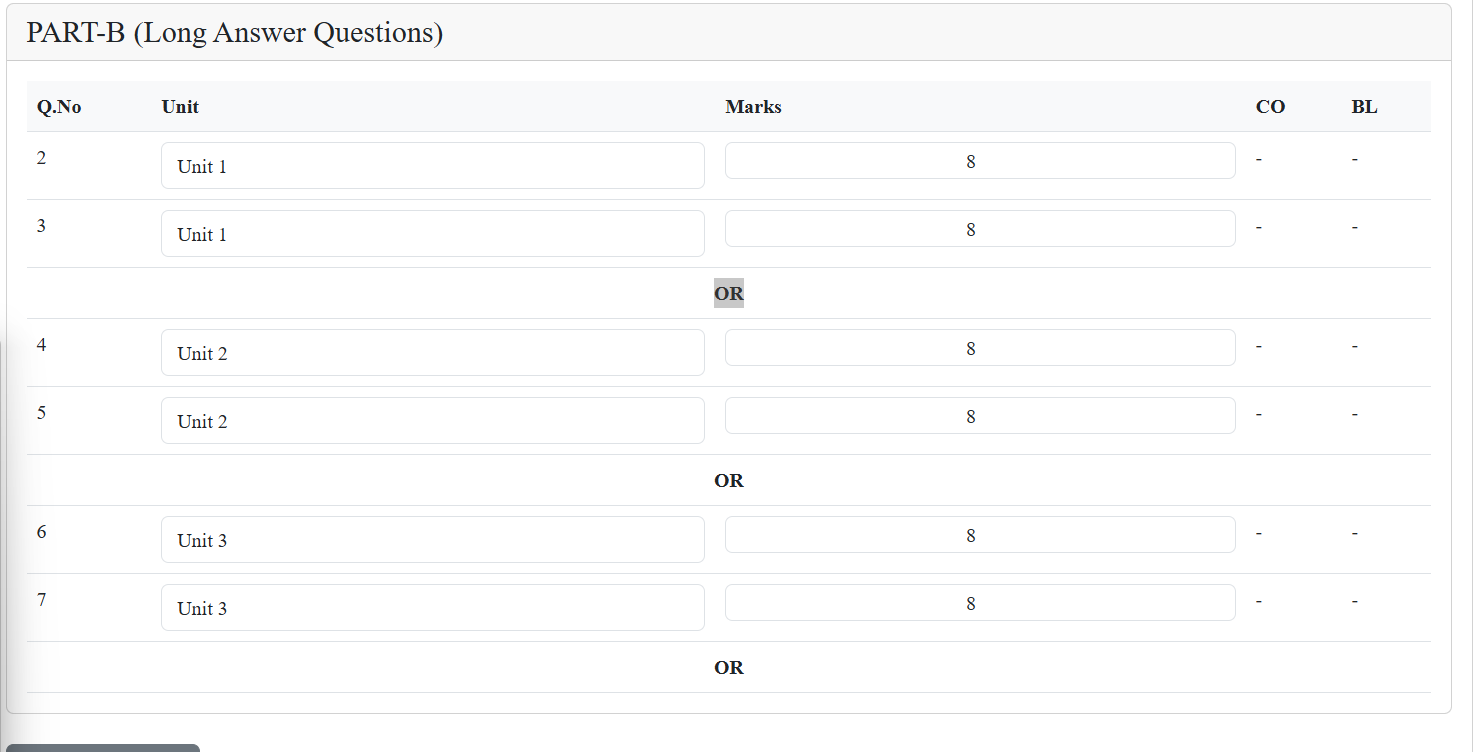 PART-B (Long Answer Questions)
Q.No Unit Marks CO BL
2 Unit 1 8 - -
3 Unit 1 8 - -
OR
4 Unit 2 8 - -
5 Unit 2 8 - -
OR
6 Unit 3 8 - -
7 Unit 3 8 - -
OR